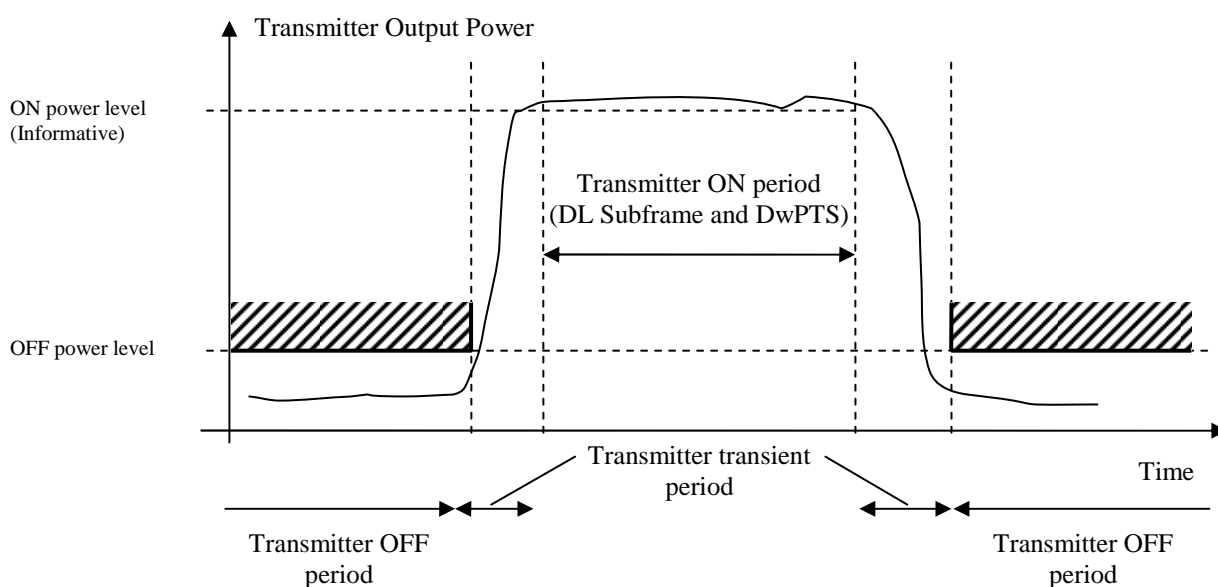 Transmitter Output Power
ON power level
(Informative)
Transmitter ON period
(DL Subframe and DwPTS)
OFF power level
Transmitter transient
period
Time
Transmitter OFF
period
Transmitter OFF
period